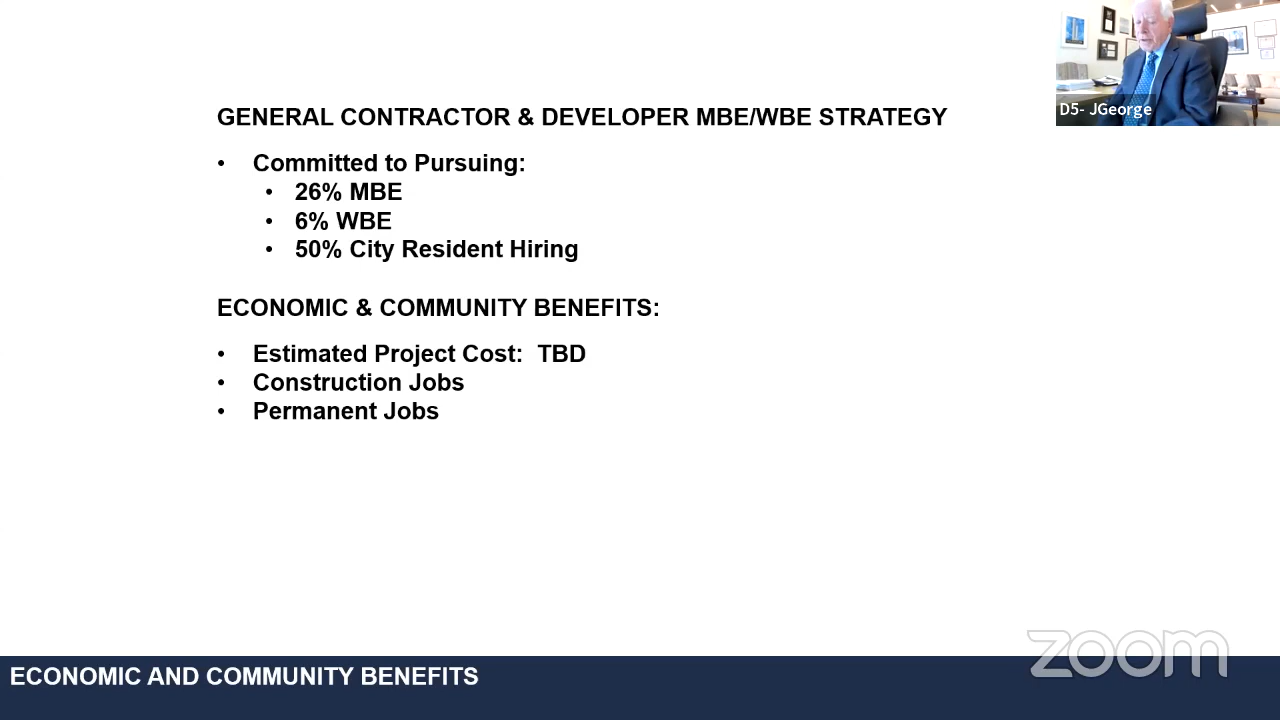 GENERAL CONTRACTOR & DEVELOPER MBE/WBE STRATEGY
• Committed to Pursuing:
• 26% MBE
• 6% WBE
• 50% City Resident Hiring
ECONOMIC & COMMUNITY BENEFITS:
• Estimated Project Cost: TBD
• Construction Jobs
• Permanent Jobs
D5- JGeorge
zoom
ECONOMIC AND COMMUNITY BENEFITS